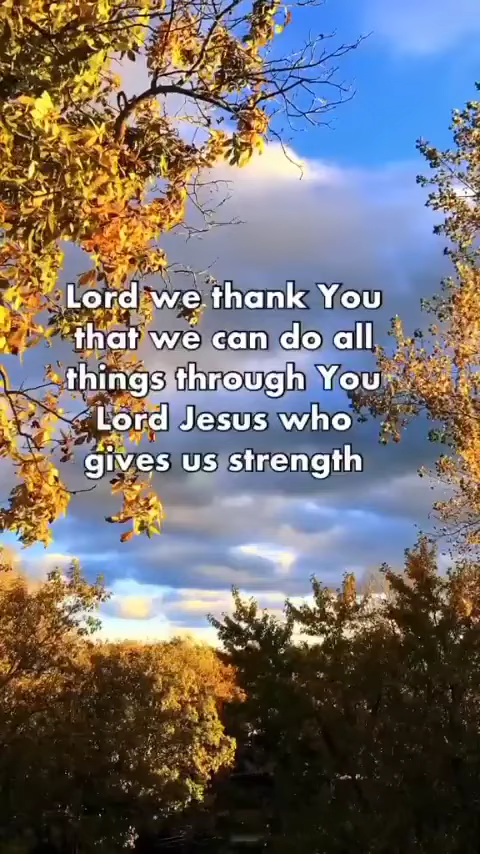 Lord we thank You
that we can do all
things through You
Lord Jesus who
gives us strength